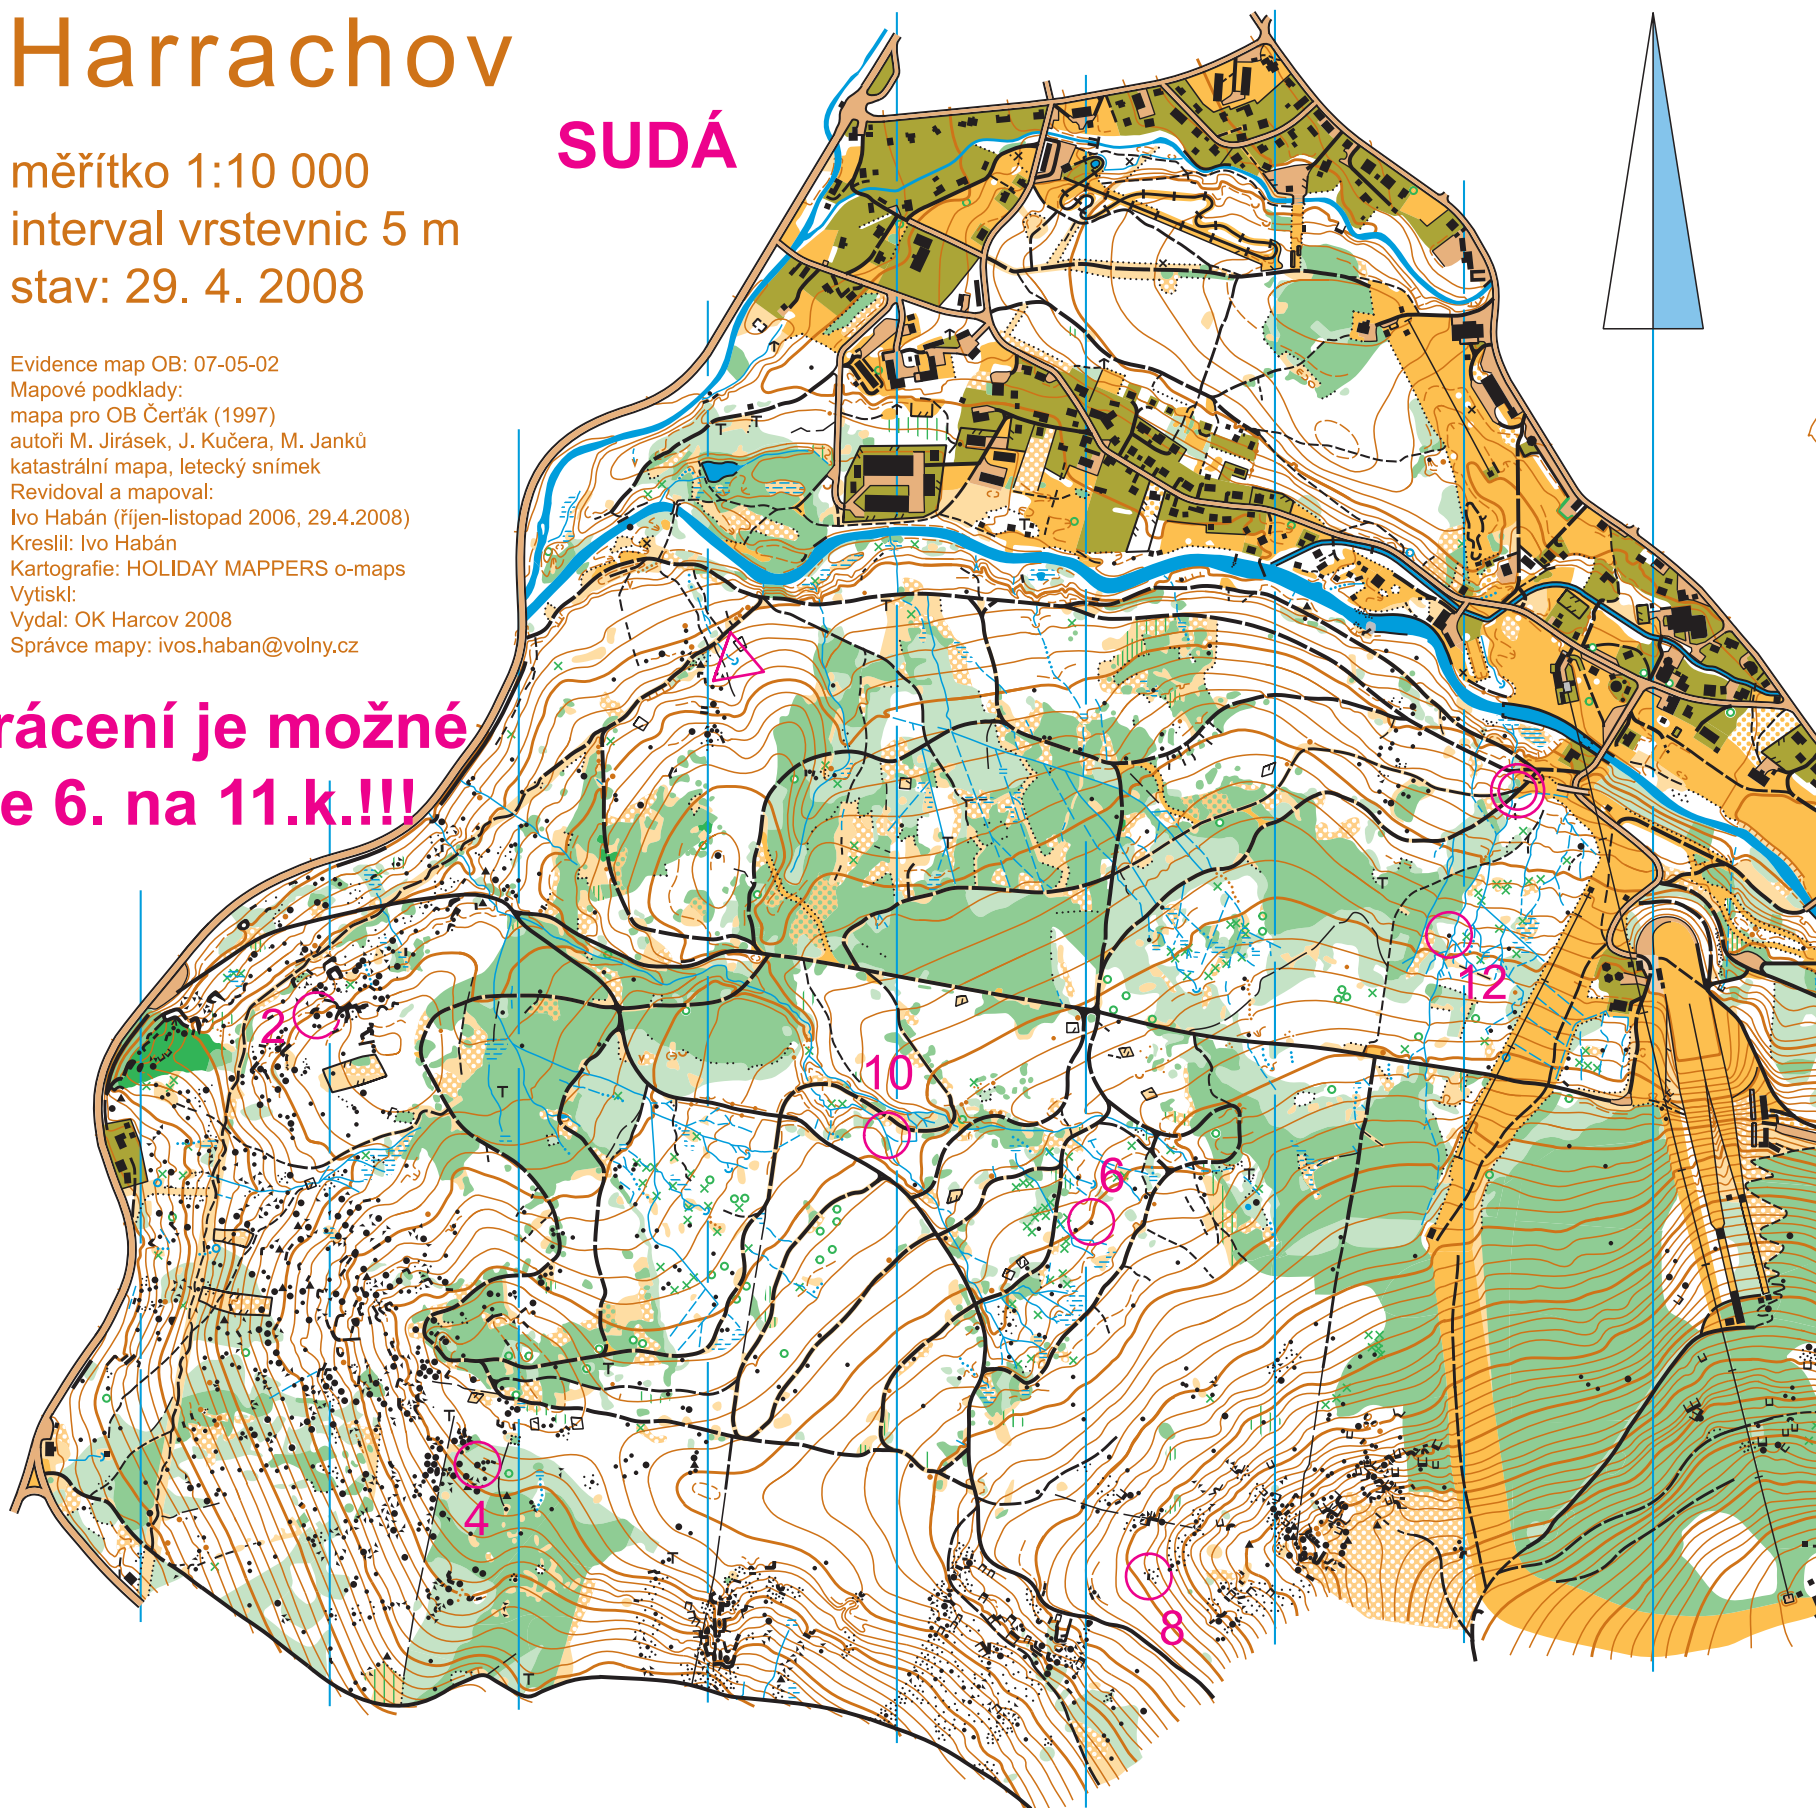 Harrachov
SUDÁ
měřítko 1:10 000
interval vrstevnic 5 m
stav: 29. 4. 2008
Evidence map OB: 07-05-02
Mapové podklady:
mapa pro OB Čerťák (1997)
autoři M. Jirásek, J. Kučera, M. Janků
katastrální mapa, letecký snímek
Revidoval a mapoval:
Ivo Habán (říjen-listopad 2006, 29.4.2008)
Kreslil: Ivo Habán
Kartografie: HOLIDAY MAPPERS o-maps
Vytiskl:
Vydal: OK Harcov 2008
Správce mapy: ivos.haban@volny.cz
rácení je možné
e 6. na 11.k.!!!
12
2
10
6
4
8